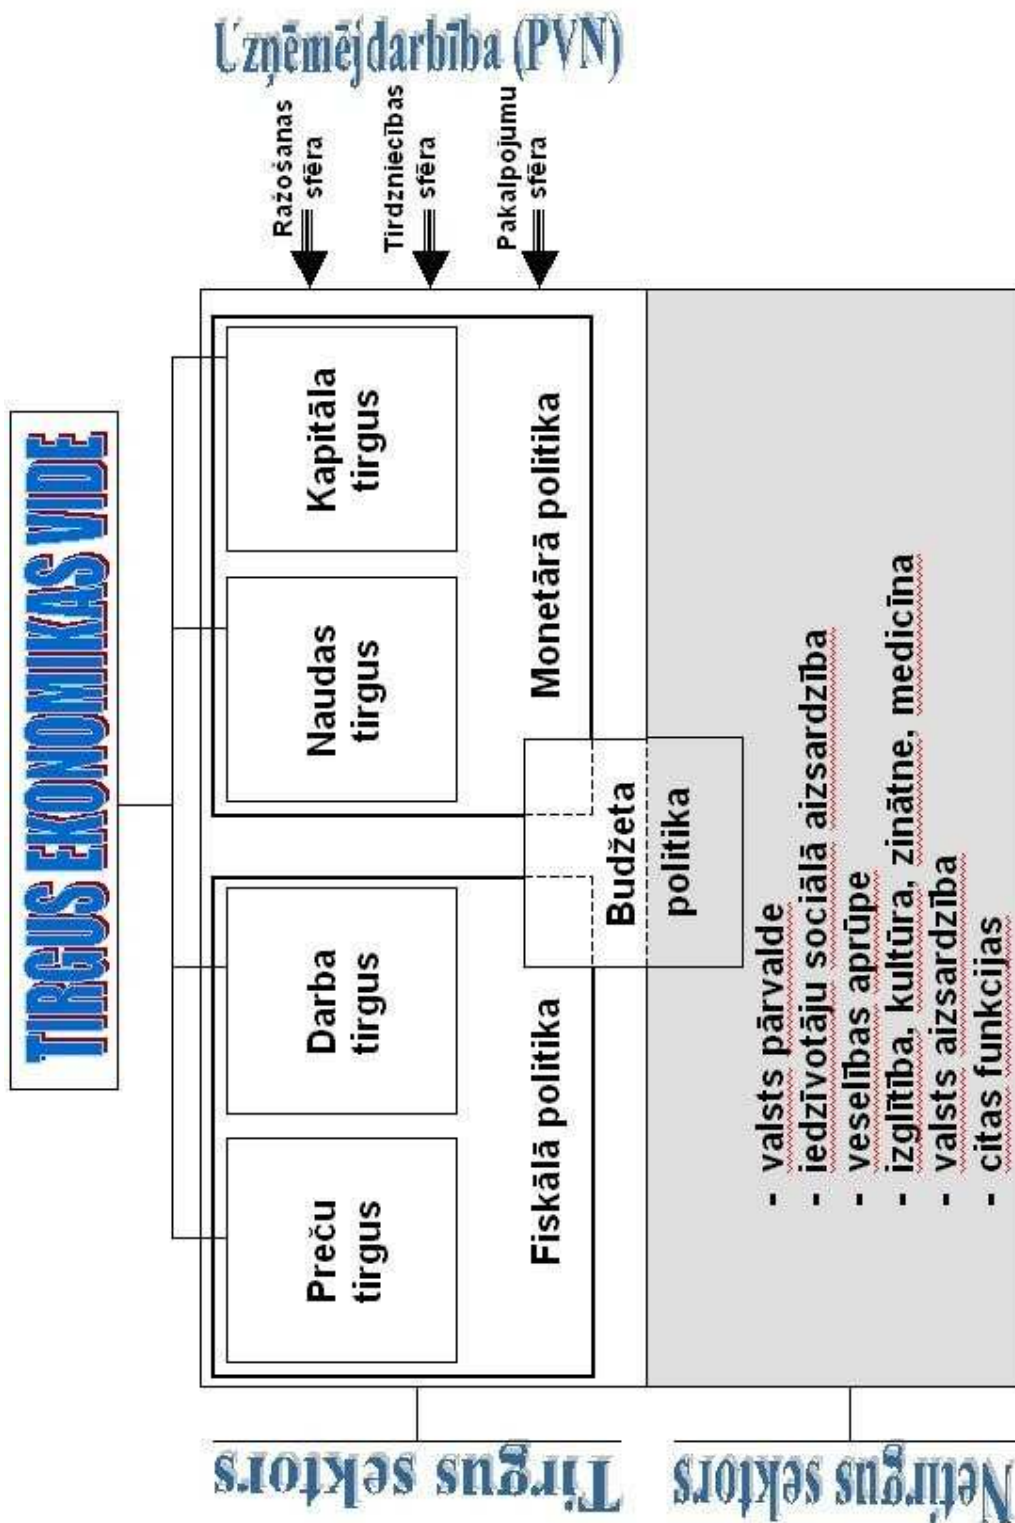 TIRGUS EKONOMIKAS VIDE
Tirgus sektors
Preču
tirgus
Darba
tirgus
Naudas
tirgus
Kapitāla
tirgus
Fiskālā politika
Monetārā politika
Budžeta
politika
Ražošanas
sfēra
Tirdzniecības
sfēra
Pakalpojumu
sfēra
Uzņēmējdarbība (PVN)
Netirgus sektors
- valsts pārvalde
- iedzīvotāju sociālā aizsardzība
- veselības aprūpe
- izglītība, kultūra, zinātne, medicīna
- valsts aizsardzība
- citas funkcijas